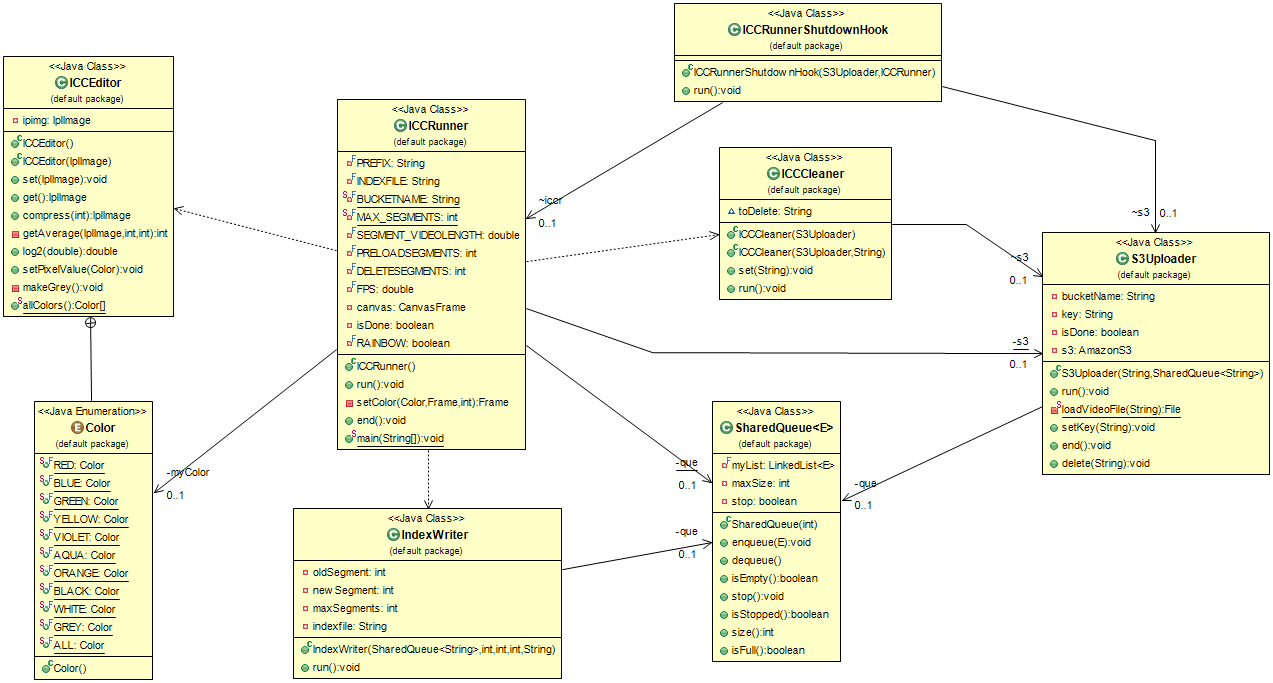 <<Java Class>>
ICCRunnerShutdownHook
(default package)
ICCRunnerShutdownHook(S3Uploader,ICCRunner)
run():void
<<Java Class>>
ICCEditor
(default package)
ipimg: IplImage
ICCEditor()
ICCEditor(IplImage)
set(IplImage):void
get():IplImage
compress(int):IplImage
getAverage(IplImage,int,int):int
log2(double):double
setPixelValue(Color):void
makeGrey():void
allColors():Color[]
<<Java Class>>
ICCRunner
(default package)
PREFIX: String
INDEXFILE: String
BUCKETNAME: String
MAX_SEGMENTS: int
SEGMENT_VIDEOLENGTH: double
PRELOADSEGMENTS: int
DELETESEGMENTS: int
FPS: double
canvas: CanvasFrame
isDone: boolean
RAINBOW: boolean
ICCRunner()
run():void
setColor(Color,Frame,int):Frame
end():void
main(String[]):void
<<Java Class>>
ICCCleaner
(default package)
toDelete: String
ICCCleaner(S3Uploader)
ICCCleaner(S3Uploader,String)
set(String):void
run():void
~iccr
0..1
~s3
0..1
~s3
0..1
-s3
0..1
<<Java Class>>
S3Uploader
(default package)
bucketName: String
key: String
isDone: boolean
s3: AmazonS3
S3Uploader(String,SharedQueue<String>)
run():void
loadVideoFile(String):File
setKey(String):void
end():void
delete(String):void
<<Java Enumeration>>
Color
(default package)
RED: Color
BLUE: Color
GREEN: Color
YELLOW: Color
VIOLET: Color
AQUA: Color
ORANGE: Color
BLACK: Color
WHITE: Color
GREY: Color
ALL: Color
Color()
-myColor
0..1
<<Java Class>>
IndexWriter
(default package)
oldSegment: int
newSegment: int
maxSegments: int
indexfile: String
IndexWriter(SharedQueue<String>,int,int,int,String)
run():void
-que
0..1
-que
0..1
-que
0..1
<<Java Class>>
SharedQueue<E>
(default package)
myList: LinkedList<E>
maxSize: int
stop: boolean
SharedQueue(int)
enqueue(E):void
dequeue()
isEmpty():boolean
stop():void
isStopped():boolean
size():int
isFull():boolean